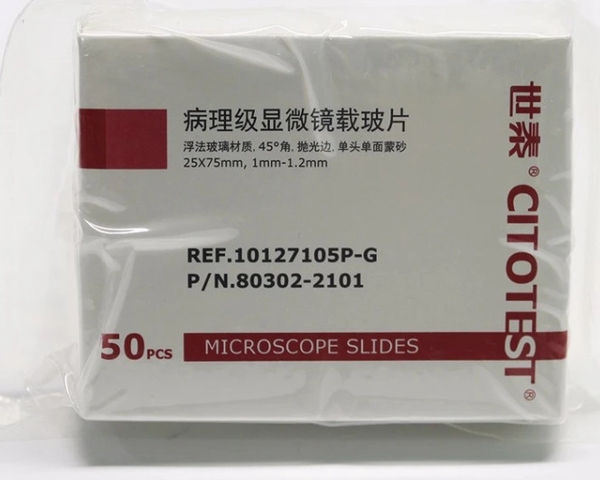 病理级显微镜载玻片
浮法玻璃材质, 45°角, 抛光边, 单头单面蒙砂
25X75mm, 1mm-1.2mm
REF.10127105P-G
P/N.80302-2101
50PCS
MICROSCOPE SLIDES
世泰® CITOTEST®